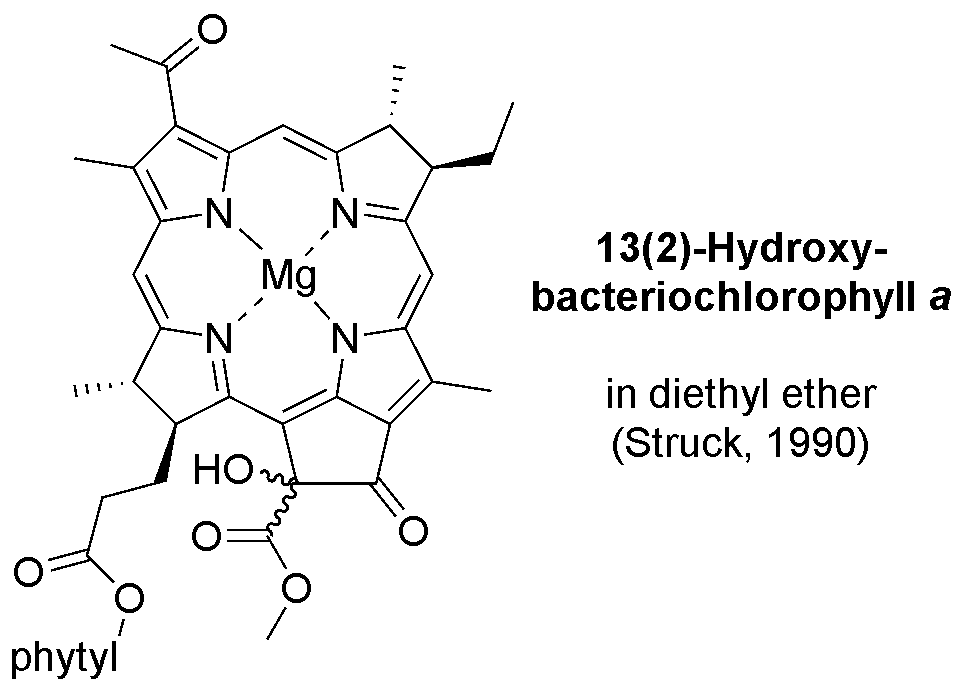 O
N
N
Mg
N
N
HO
O
O
O
O
O
phytyl
13(2)-Hydroxy-
bacteriochlorophyll a
in diethyl ether
(Struck, 1990)